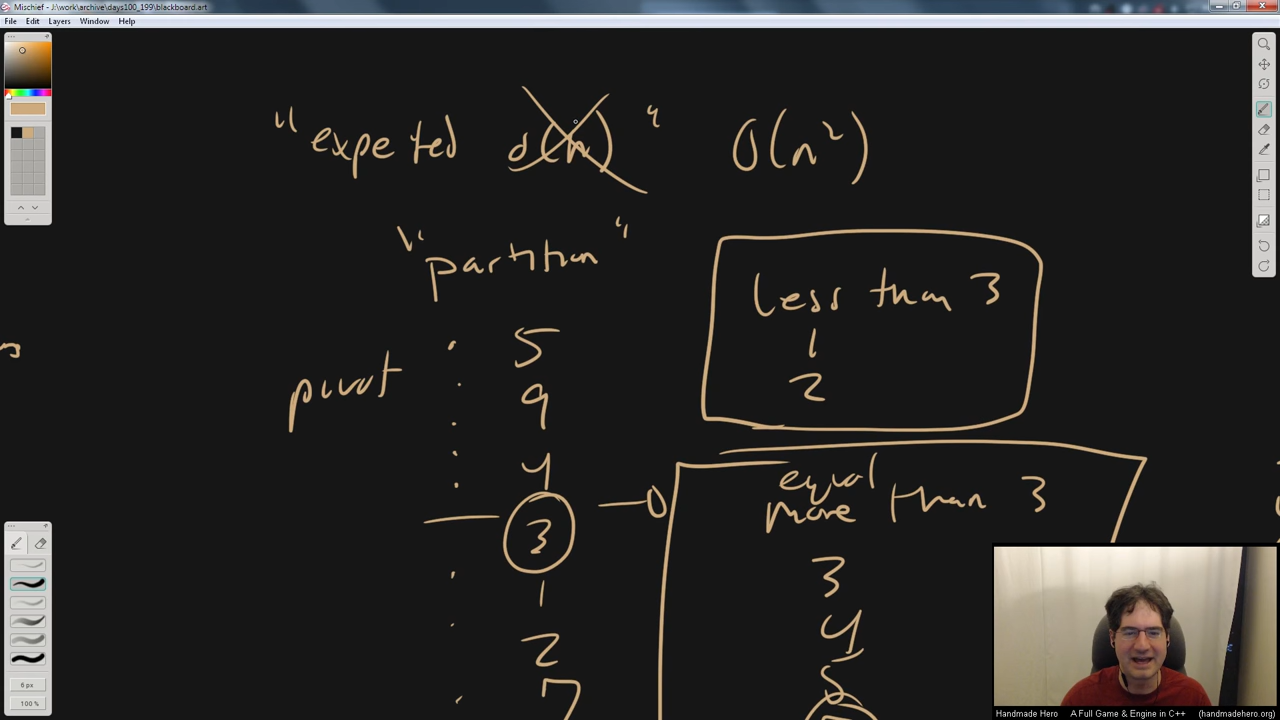 Mischief - J:\work\archive\days100_199\blackboard.art
File Edit Layers Window Help
"expected o(n)" O(n²)
"partition"
less than 3
1
2
pivot
5
9
4
3
1
2
7
equal
more than 3
3
4
5
6 px
100 %
Handmade Hero A Full Game & Engine in C++ (handmadehero.org)